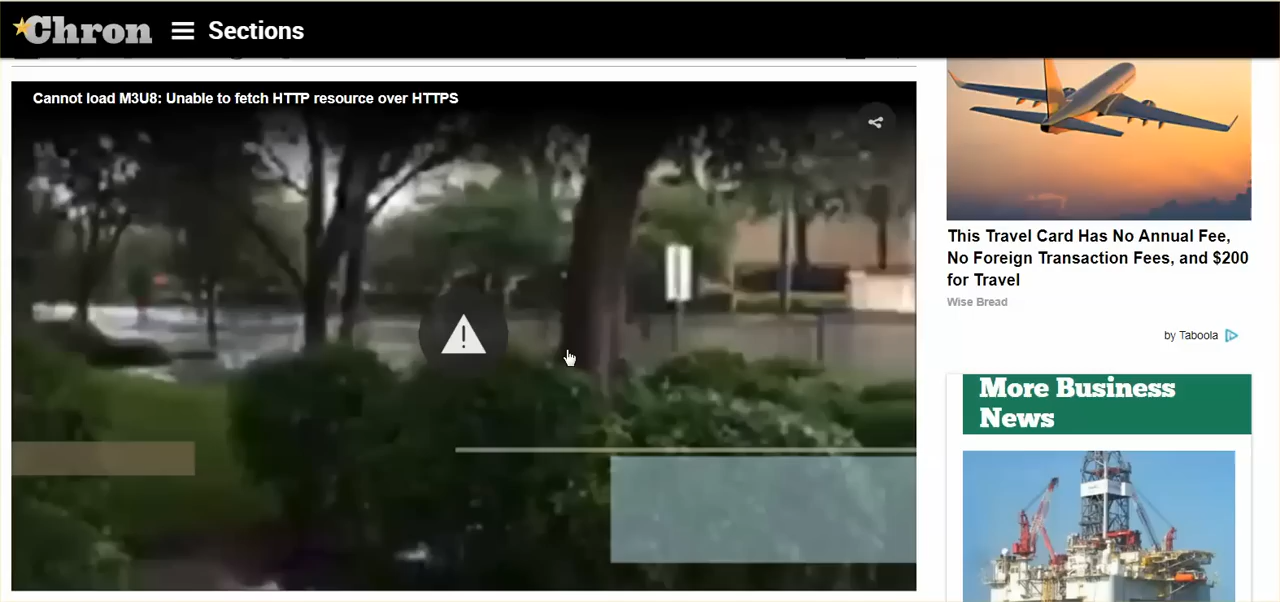 Chron
Sections
Cannot load M3U8: Unable to fetch HTTP resource over HTTPS
This Travel Card Has No Annual Fee,
No Foreign Transaction Fees, and $200
for Travel
Wise Bread
by Taboola
More Business
News